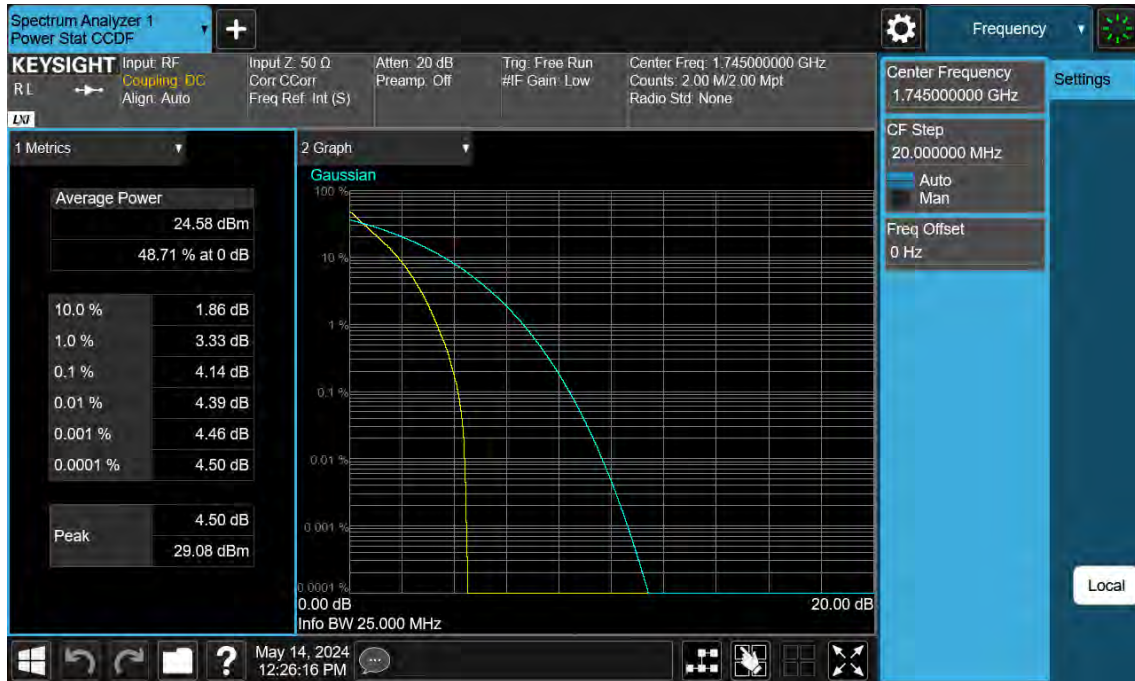 Spectrum Analyzer 1
Power Stat CCDF
Frequency
KEYSIGHT
R L
LXI
Input: RF
Coupling: DC
Align: Auto
Input Z: 50 Ω
Corr CCorr
Freq Ref: Int (S)
Atten: 20 dB
Preamp: Off
Trig: Free Run
#IF Gain: Low
Center Freq: 1.745000000 GHz
Counts: 2.00 M/2.00 Mpt
Radio Std: None
1 Metrics
Average Power
24.58 dBm
48.71 % at 0 dB
10.0 % 1.86 dB
1.0 % 3.33 dB
0.1 % 4.14 dB
0.01 % 4.39 dB
0.001 % 4.46 dB
0.0001 % 4.50 dB
Peak
4.50 dB
29.08 dBm
2 Graph
Gaussian
100 %
10 %
1 %
0.1 %
0.01 %
0.001 %
0.0001 %
0.00 dB 20.00 dB
Info BW 25.000 MHz
Center Frequency
1.745000000 GHz
Settings
CF Step
20.000000 MHz
Auto
Man
Freq Offset
0 Hz
Local
?
May 14, 2024
12:26:16 PM